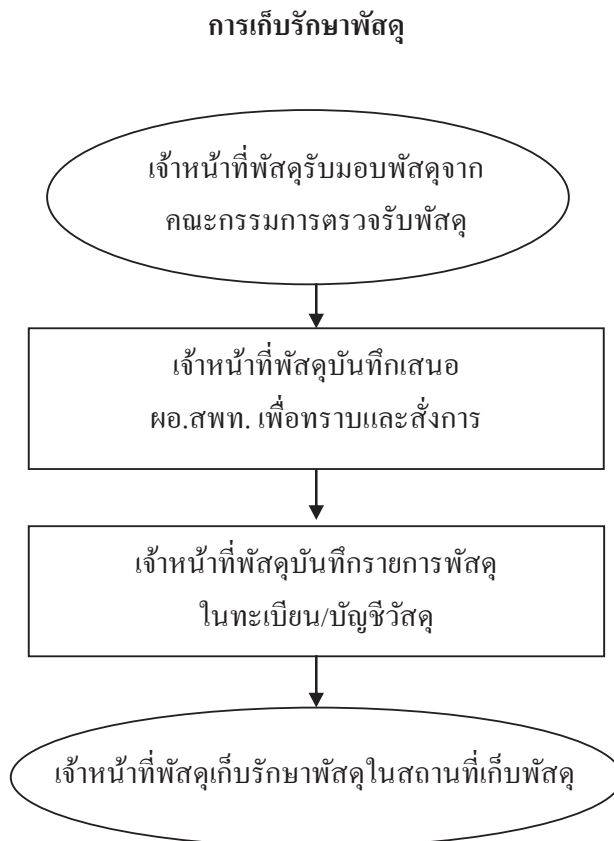 การเก็บรักษาพัสดุ
เจ้าหน้าที่พัสดุรับมอบพัสดุจาก
คณะกรรมการตรวจรับพัสดุ
เจ้าหน้าที่พัสดุบันทึกเสนอ
ผอ.สพท. เพื่อทราบและสั่งการ
เจ้าหน้าที่พัสดุบันทึกรายการพัสดุ
ในทะเบียน/บัญชีวัสดุ
เจ้าหน้าที่พัสดุเก็บรักษาพัสดุในสถานที่เก็บพัสดุ